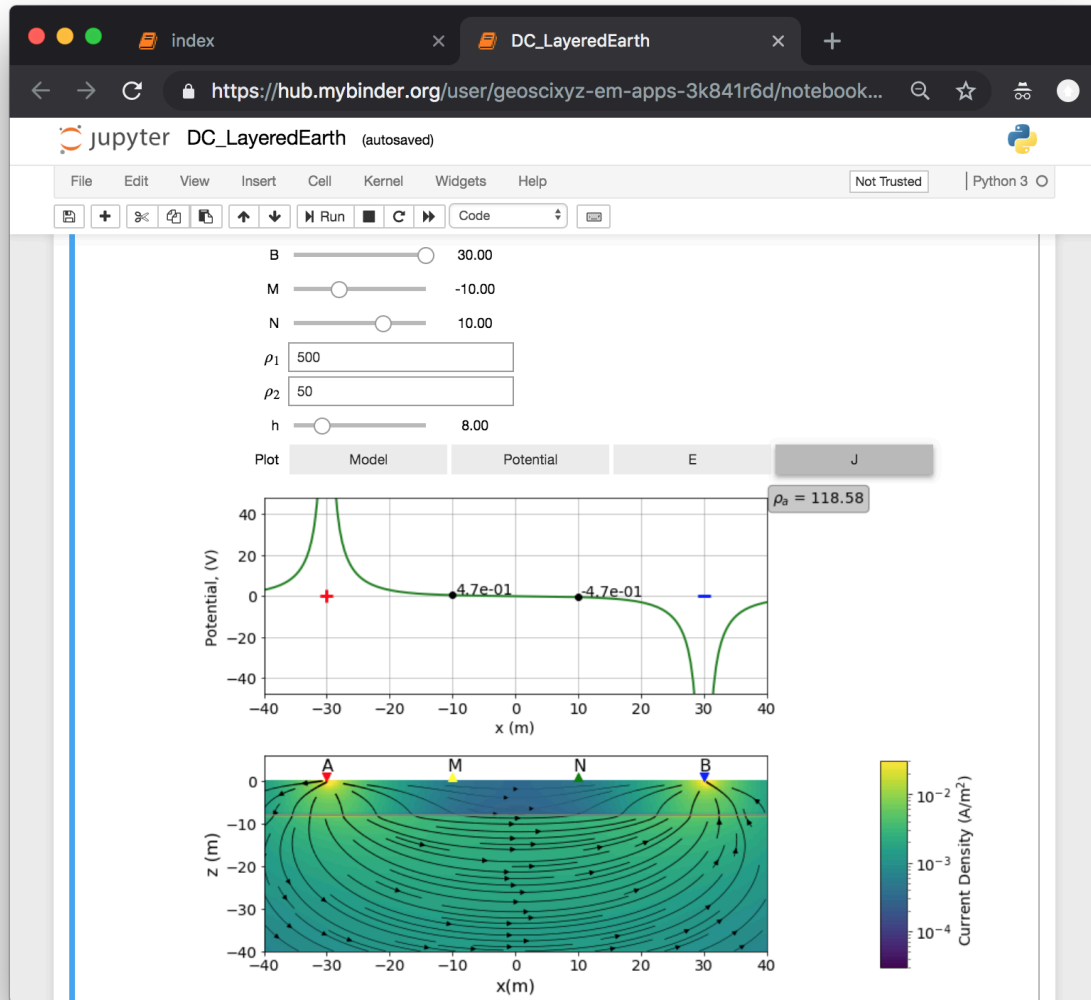 index
DC_LayeredEarth
https://hub.mybinder.org/user/geoscixyz-em-apps-3k841r6d/notebook...
jupyter DC_LayeredEarth (autosaved)
File Edit View Insert Cell Kernel Widgets Help Not Trusted Python 3
Run Code
B 30.00
M -10.00
N 10.00
ρ1 500
ρ2 50
h 8.00
Plot Model Potential E J
ρa = 118.58
Potential, (V)
40
20
0
−20
−40
4.7e-01 -4.7e-01
−40 −30 −20 −10 0 10 20 30 40
x (m)
A M N B
z (m)
0
−10
−20
−30
−40
−40 −30 −20 −10 0 10 20 30 40
x(m)
10−2
10−3
10−4
Current Density (A/m2)